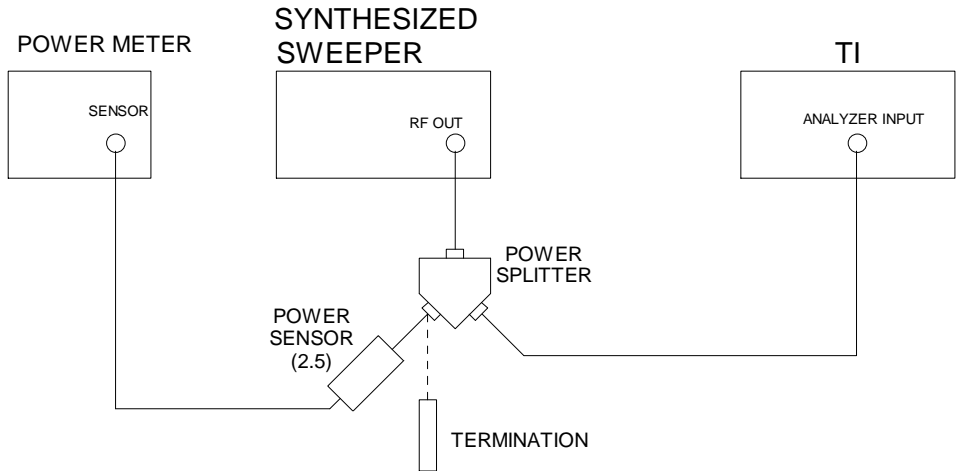 SYNTHESIZED
SWEEPER
POWER METER
TI
SENSOR
RF OUT
ANALYZER INPUT
POWER
SPLITTER
POWER
SENSOR
(2.5)
TERMINATION